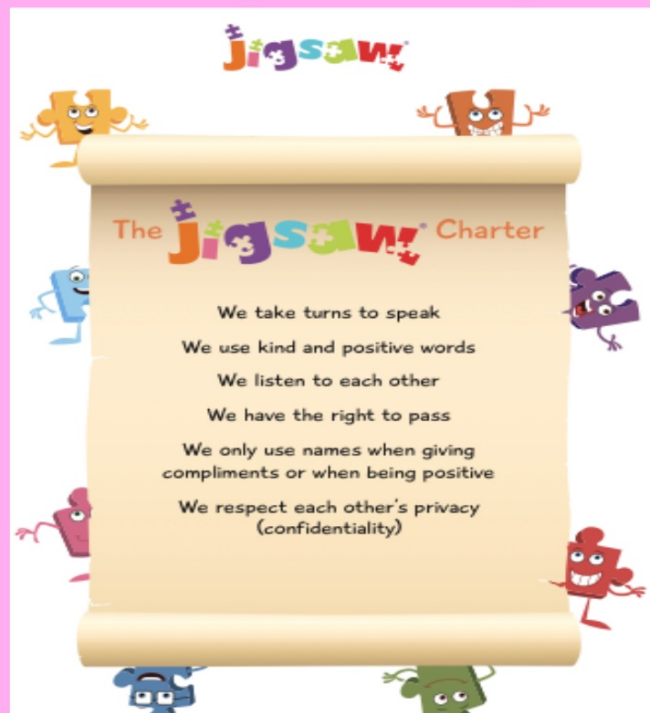 jigsaw®
The jigsaw® Charter
We take turns to speak
We use kind and positive words
We listen to each other
We have the right to pass
We only use names when giving
compliments or when being positive
We respect each other's privacy
(confidentiality)